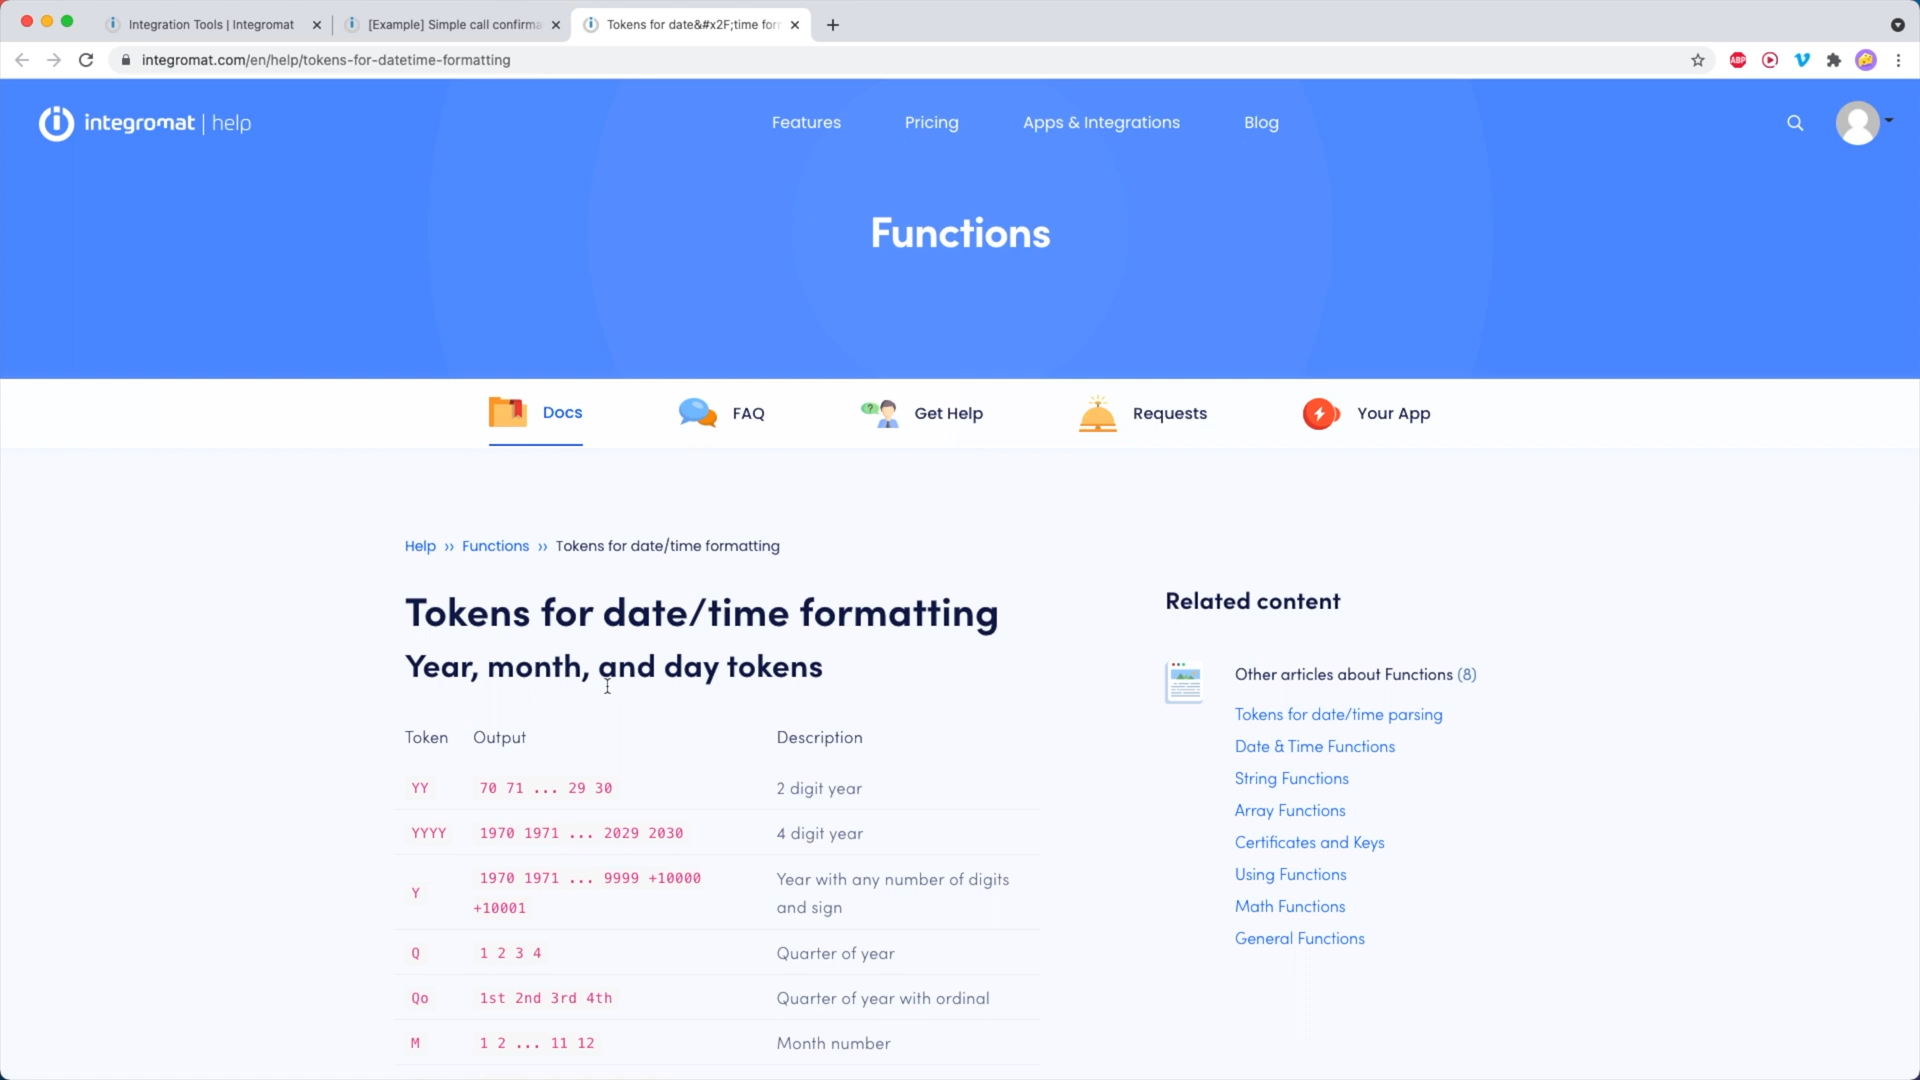 Integration Tools | Integromat
[Example] Simple call confirma
Tokens for date&#x2F;time for
integromat.com/en/help/tokens-for-datetime-formatting
ABP
integromat | help
Features
Pricing
Apps & Integrations
Blog
Functions
Docs
FAQ
Get Help
Requests
Your App
Help ›› Functions ›› Tokens for date/time formatting
Tokens for date/time formatting
Year, month, and day tokens
Token Output Description
YY 70 71 ... 29 30 2 digit year
YYYY 1970 1971 ... 2029 2030 4 digit year
Y 1970 1971 ... 9999 +10000 +10001 Year with any number of digits and sign
Q 1 2 3 4 Quarter of year
Qo 1st 2nd 3rd 4th Quarter of year with ordinal
M 1 2 ... 11 12 Month number
Related content
Other articles about Functions (8)
Tokens for date/time parsing
Date & Time Functions
String Functions
Array Functions
Certificates and Keys
Using Functions
Math Functions
General Functions